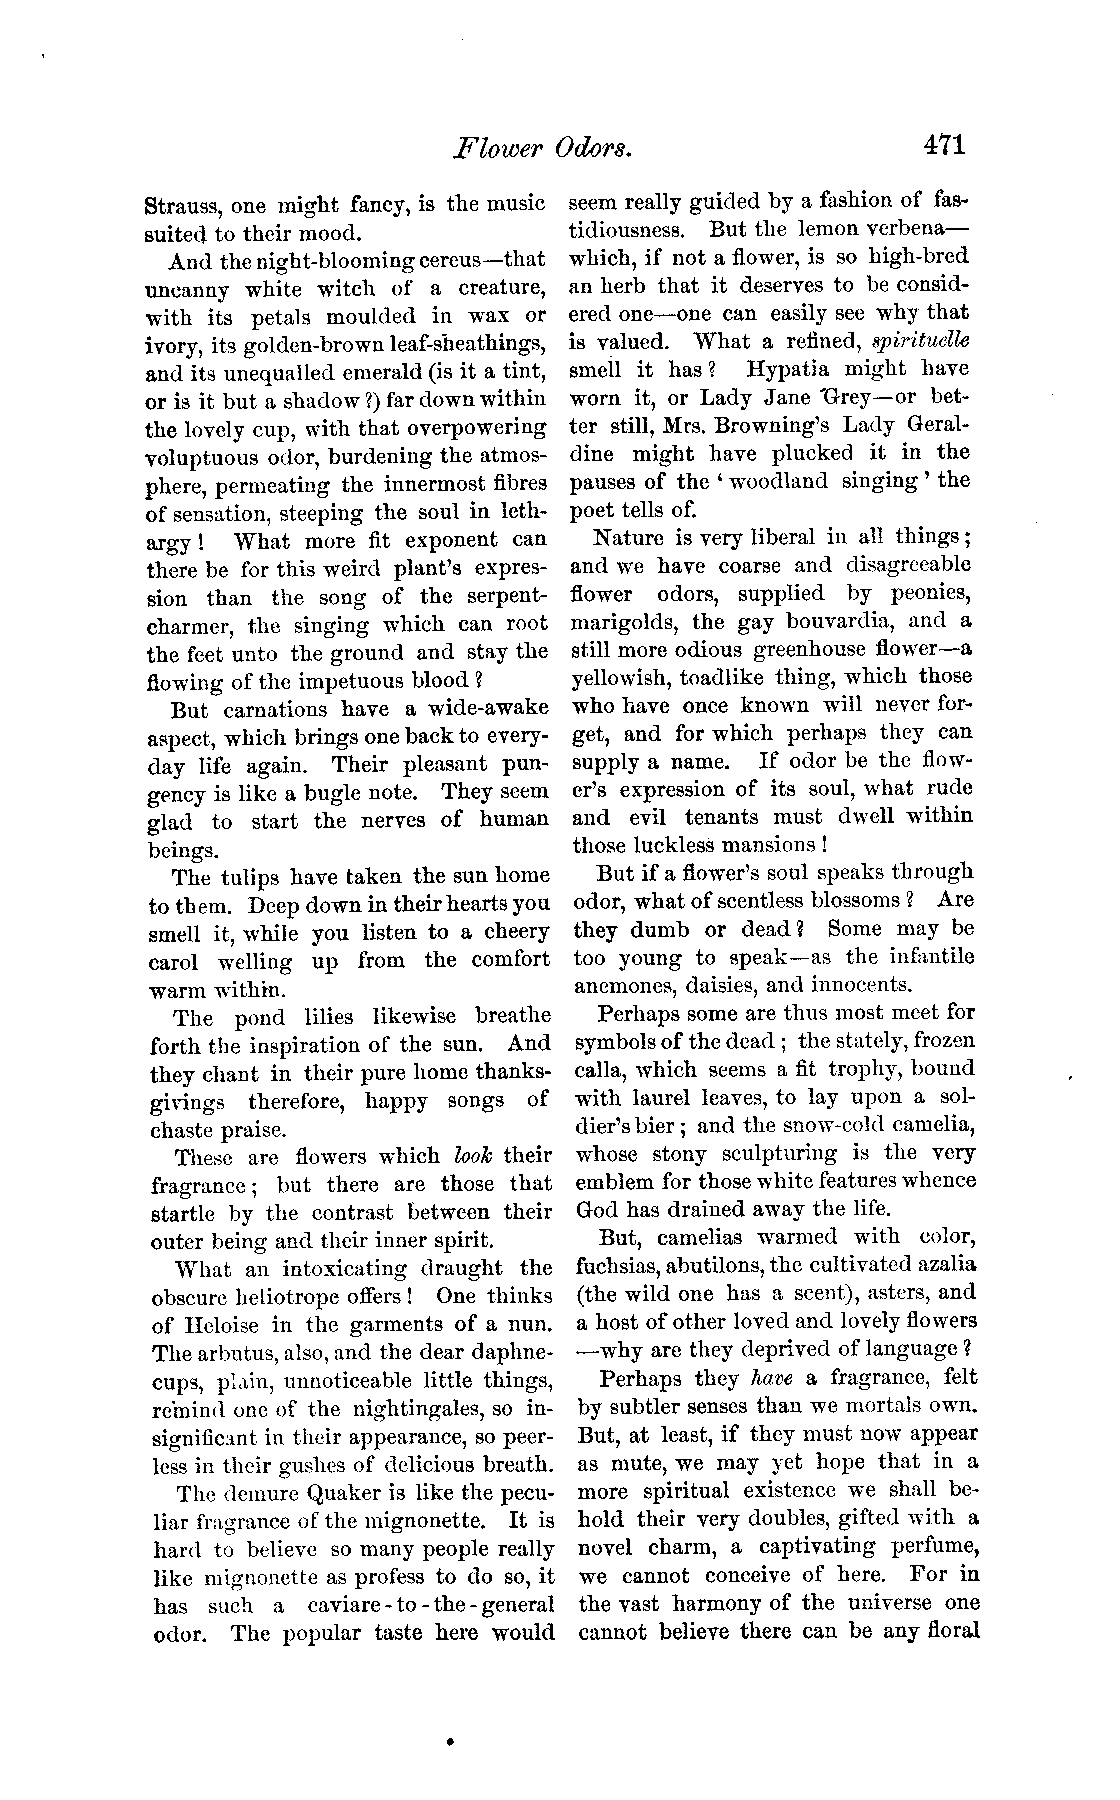 Flower Odors. 471
Strauss, one might fancy, is the music
suited to their mood.
And the night-blooming cereus—that
uncanny white witch of a creature,
with its petals moulded in wax or
ivory, its golden-brown leaf-sheathings,
and its unequalled emerald (is it a tint,
or is it but a shadow?) far down within
the lovely cup, with that overpowering
voluptuous odor, burdening the atmos-
phere, permeating the innermost fibres
of sensation, steeping the soul in leth-
argy! What more fit exponent can
there be for this weird plant's expres-
sion than the song of the serpent-
charmer, the singing which can root
the feet unto the ground and stay the
flowing of the impetuous blood?
But carnations have a wide-awake
aspect, which brings one back to every-
day life again. Their pleasant pun-
gency is like a bugle note. They seem
glad to start the nerves of human
beings.
The tulips have taken the sun home
to them. Deep down in their hearts you
smell it, while you listen to a cheery
carol welling up from the comfort
warm within.
The pond lilies likewise breathe
forth the inspiration of the sun. And
they chant in their pure home thanks-
givings therefore, happy songs of
chaste praise.
These are flowers which look their
fragrance; but there are those that
startle by the contrast between their
outer being and their inner spirit.
What an intoxicating draught the
obscure heliotrope offers! One thinks
of Heloise in the garments of a nun.
The arbutus, also, and the dear daphne-
cups, plain, unnoticeable little things,
remind one of the nightingales, so in-
significant in their appearance, so peer-
less in their gushes of delicious breath.
The demure Quaker is like the pecu-
liar fragrance of the mignonette. It is
hard to believe so many people really
like mignonette as profess to do so, it
has such a caviare-to-the-general
odor. The popular taste here would
seem really guided by a fashion of fas-
tidiousness. But the lemon verbena—
which, if not a flower, is so high-bred
an herb that it deserves to be consid-
ered one—one can easily see why that
is valued. What a refined, spirituelle
smell it has? Hypatia might have
worn it, or Lady Jane Grey—or bet-
ter still, Mrs. Browning's Lady Geral-
dine might have plucked it in the
pauses of the 'woodland singing' the
poet tells of.
Nature is very liberal in all things;
and we have coarse and disagreeable
flower odors, supplied by peonies,
marigolds, the gay bouvardia, and a
still more odious greenhouse flower—a
yellowish, toadlike thing, which those
who have once known will never for-
get, and for which perhaps they can
supply a name. If odor be the flow-
er's expression of its soul, what rude
and evil tenants must dwell within
those luckless mansions!
But if a flower's soul speaks through
odor, what of scentless blossoms? Are
they dumb or dead? Some may be
too young to speak—as the infantile
anemones, daisies, and innocents.
Perhaps some are thus most meet for
symbols of the dead; the stately, frozen
calla, which seems a fit trophy, bound
with laurel leaves, to lay upon a sol-
dier's bier; and the snow-cold camelia,
whose stony sculpturing is the very
emblem for those white features whence
God has drained away the life.
But, camelias warmed with color,
fuchsias, abutilons, the cultivated azalia
(the wild one has a scent), asters, and
a host of other loved and lovely flowers
—why are they deprived of language?
Perhaps they have a fragrance, felt
by subtler senses than we mortals own.
But, at least, if they must now appear
as mute, we may yet hope that in a
more spiritual existence we shall be-
hold their very doubles, gifted with a
novel charm, a captivating perfume,
we cannot conceive of here. For in
the vast harmony of the universe one
cannot believe there can be any floral